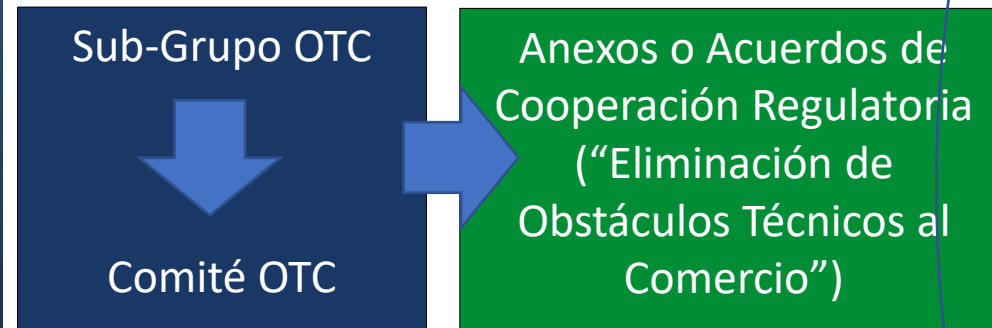 Sub-Grupo OTC
Comité OTC
Anexos o Acuerdos de
Cooperación Regulatoria
(“Eliminación de
Obstáculos Técnicos al
Comercio”)